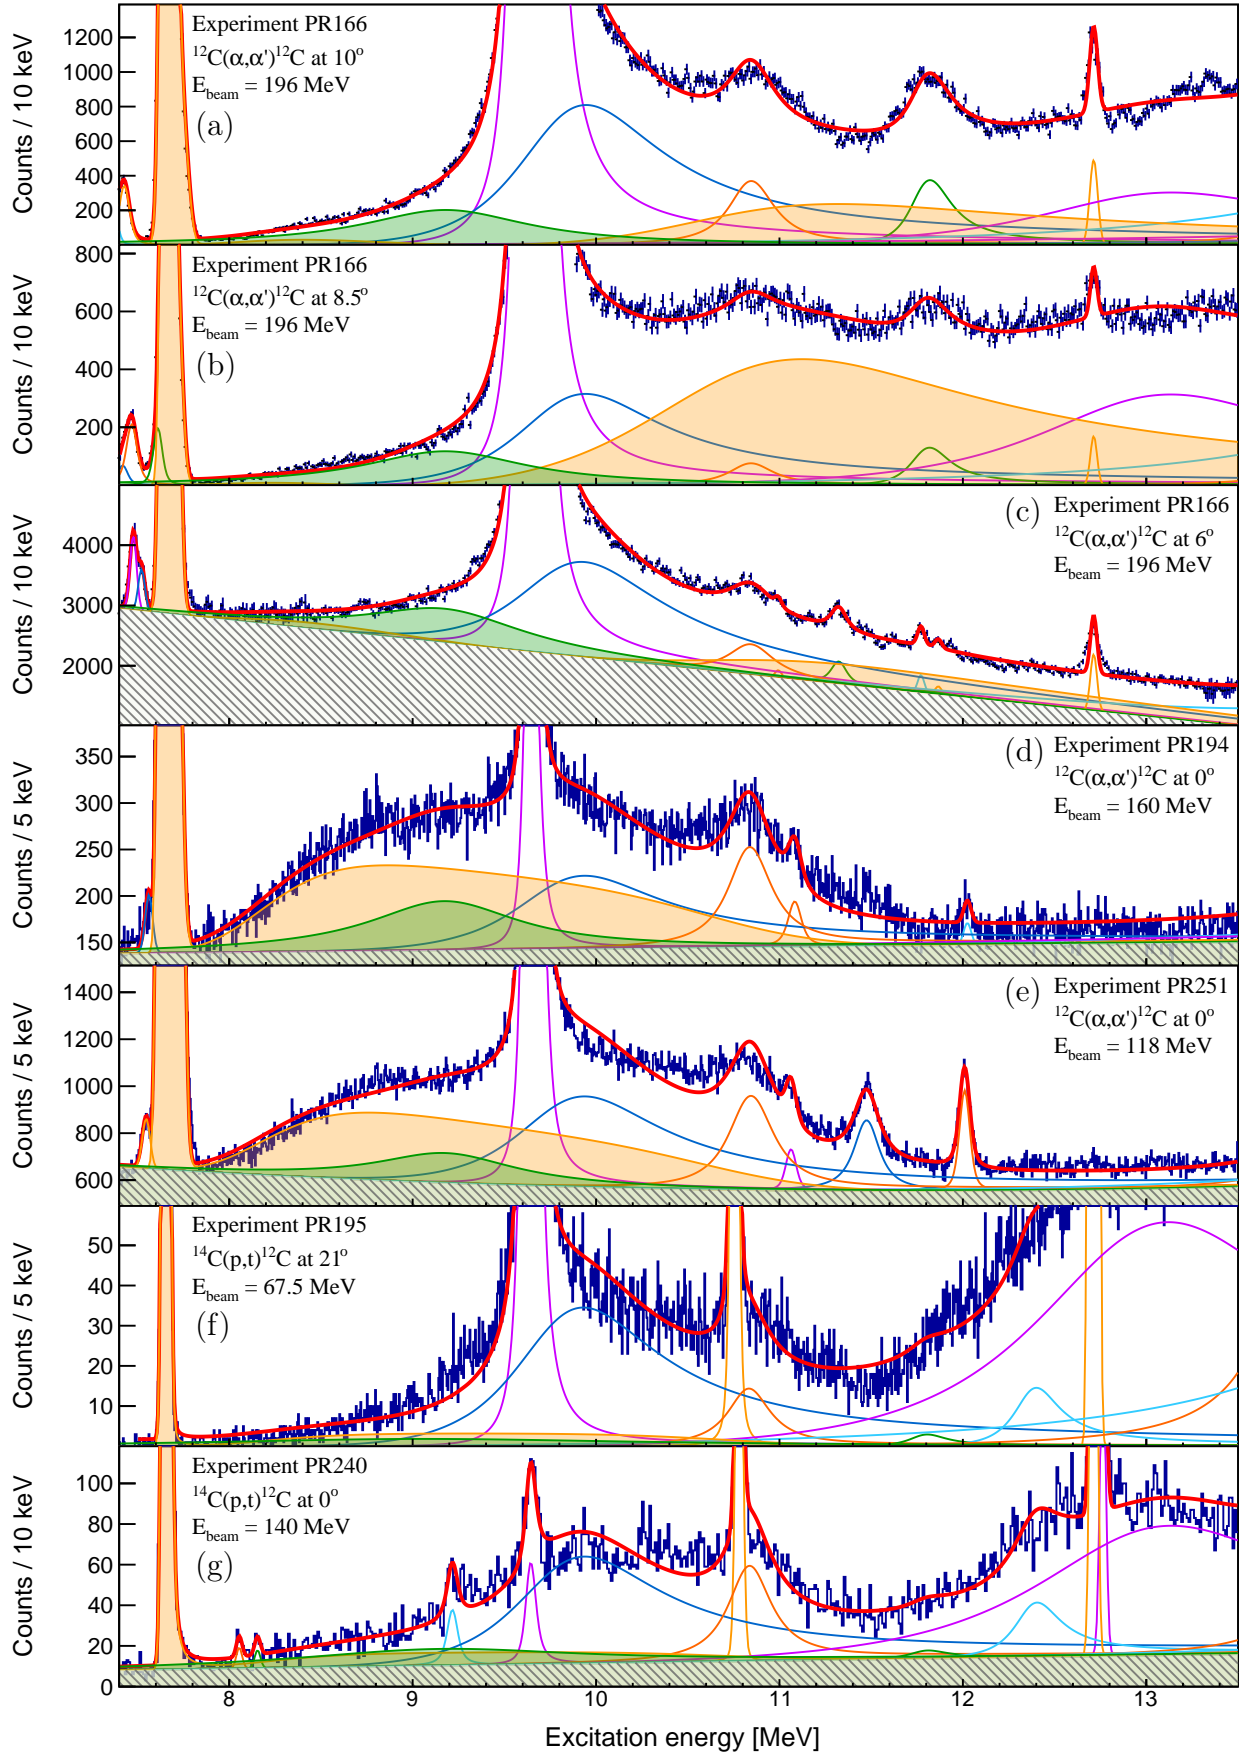 Counts / 10 keV
1200
1000
800
600
400
200
Experiment PR166
¹²C(α,α')¹²C at 10°
E_beam = 196 MeV
(a)
Counts / 10 keV
800
600
400
200
Experiment PR166
¹²C(α,α')¹²C at 8.5°
E_beam = 196 MeV
(b)
Counts / 10 keV
4000
3000
2000
(c) Experiment PR166
¹²C(α,α')¹²C at 6°
E_beam = 196 MeV
Counts / 5 keV
350
300
250
200
150
(d) Experiment PR194
¹²C(α,α')¹²C at 0°
E_beam = 160 MeV
Counts / 5 keV
1400
1200
1000
800
600
(e) Experiment PR251
¹²C(α,α')¹²C at 0°
E_beam = 118 MeV
Counts / 5 keV
50
40
30
20
10
Experiment PR195
¹⁴C(p,t)¹²C at 21°
E_beam = 67.5 MeV
(f)
Counts / 10 keV
100
80
60
40
20
0
Experiment PR240
¹⁴C(p,t)¹²C at 0°
E_beam = 140 MeV
(g)
8 9 10 11 12 13
Excitation energy [MeV]